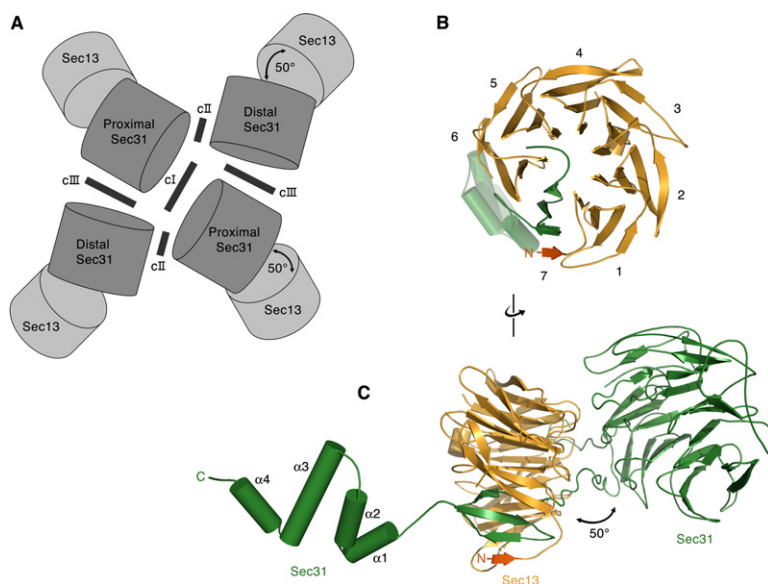 A
Sec13
Sec13
50°
Proximal
Sec31
Distal
Sec31
cII
cI
cIII
cIII
Distal
Sec31
Proximal
Sec31
cII
50°
Sec13
Sec13
B
4
5
3
6
2
N
7
1
C
C
α4
α3
α2
α1
Sec31
N
Sec13
50°
Sec31